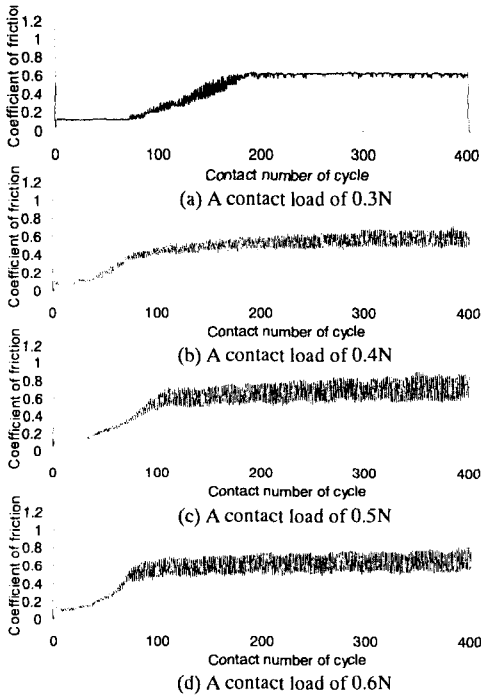 Coefficient of friction
1.2
1
0.8
0.6
0.4
0.2
0
0 100 200 300 400
Contact number of cycle
(a) A contact load of 0.3N
Coefficient of friction
1.2
1
0.8
0.6
0.4
0.2
0
0 100 200 300 400
Contact number of cycle
(b) A contact load of 0.4N
Coefficient of friction
1.2
1
0.8
0.6
0.4
0.2
0
0 100 200 300 400
Contact number of cycle
(c) A contact load of 0.5N
Coefficient of friction
1.2
1
0.8
0.6
0.4
0.2
0
0 100 200 300 400
Contact number of cycle
(d) A contact load of 0.6N